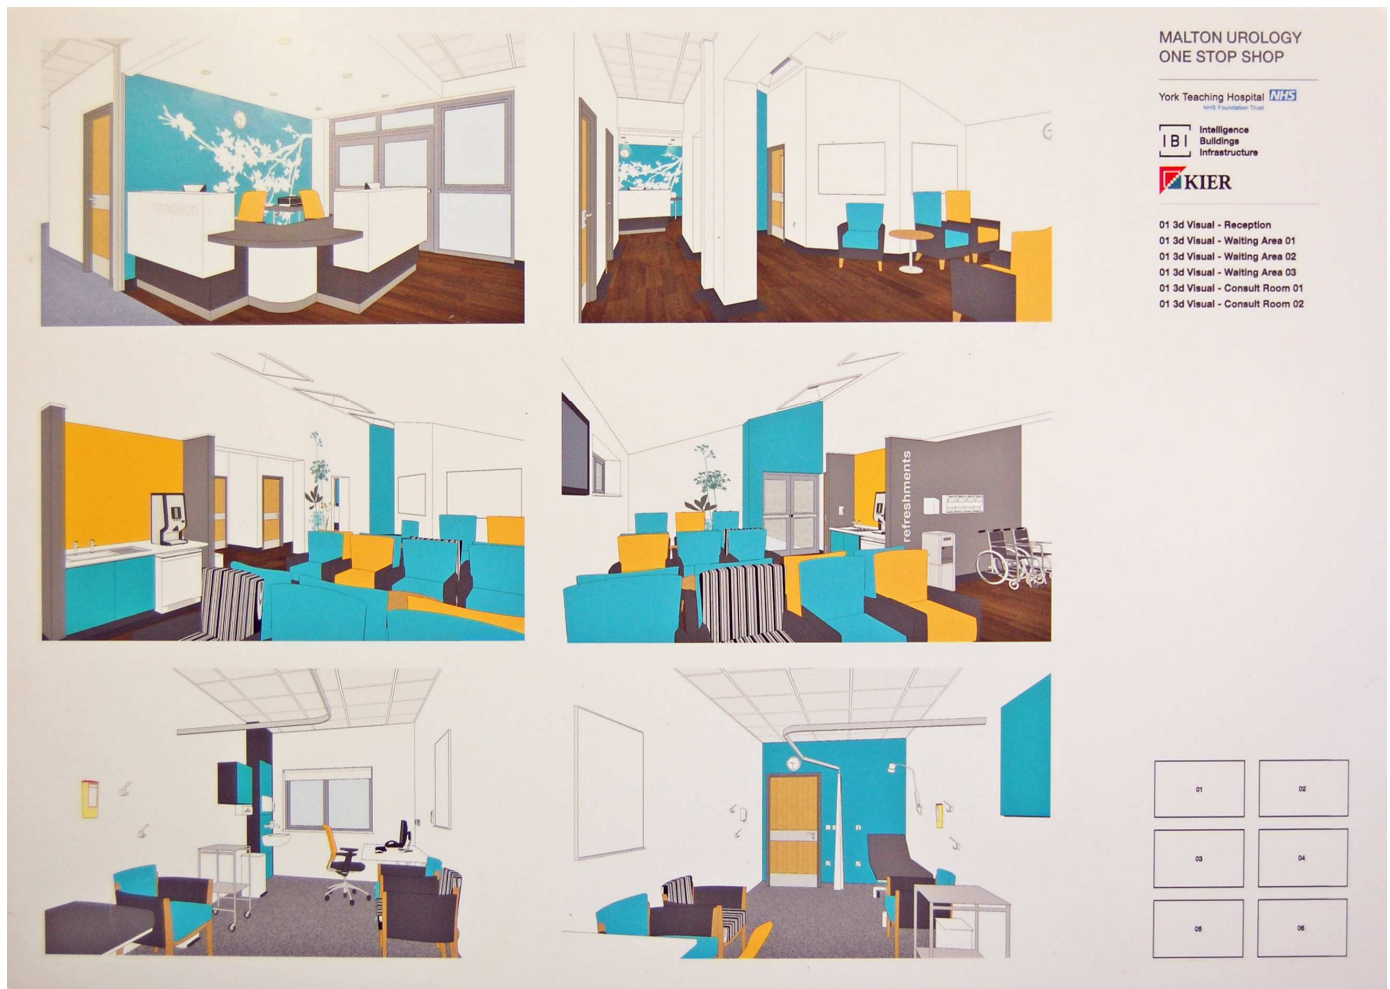 MALTON UROLOGY
ONE STOP SHOP
York Teaching Hospital NHS
NHS Foundation Trust
IBI
Intelligence
Buildings
Infrastructure
KIER
01 3d Visual - Reception
01 3d Visual - Waiting Area 01
01 3d Visual - Waiting Area 02
01 3d Visual - Waiting Area 03
01 3d Visual - Consult Room 01
01 3d Visual - Consult Room 02
refreshments
01
02
03
04
05
06